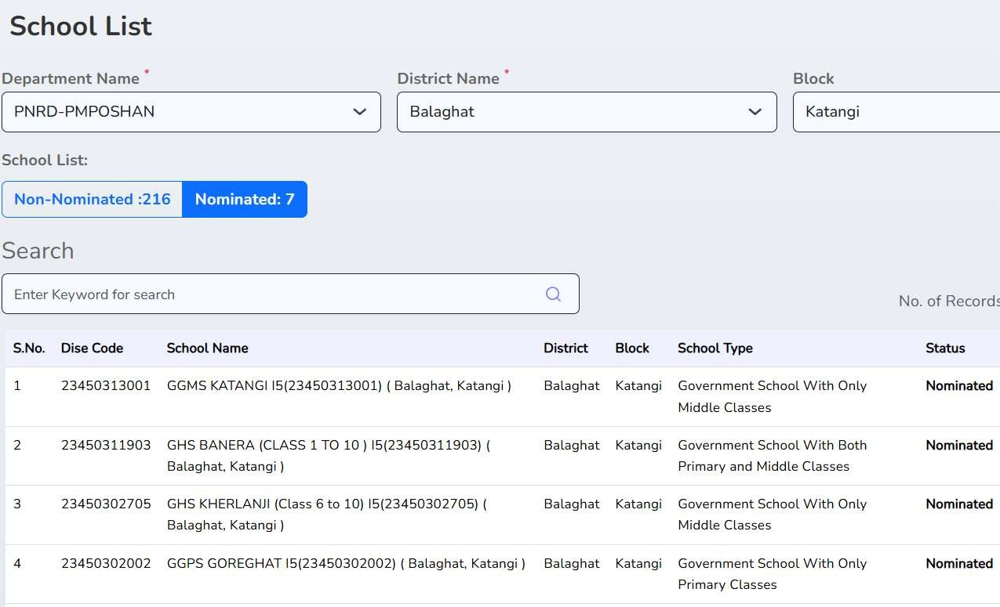 School List
Department Name * District Name * Block
PNRD-PMPOSHAN Balaghat Katangi
School List:
Non-Nominated :216 Nominated: 7
Search
Enter Keyword for search
No. of Records
S.No. Dise Code School Name District Block School Type Status
1 23450313001 GGMS KATANGI I5(23450313001) ( Balaghat, Katangi ) Balaghat Katangi Government School With Only Nominated
Middle Classes
2 23450311903 GHS BANERA (CLASS 1 TO 10 ) I5(23450311903) ( Balaghat Katangi Government School With Both Nominated
Balaghat, Katangi ) Primary and Middle Classes
3 23450302705 GHS KHERLANJI (Class 6 to 10) I5(23450302705) ( Balaghat Katangi Government School With Only Nominated
Balaghat, Katangi ) Middle Classes
4 23450302002 GGPS GOREGHAT I5(23450302002) ( Balaghat, Katangi ) Balaghat Katangi Government School With Only Nominated
Primary Classes